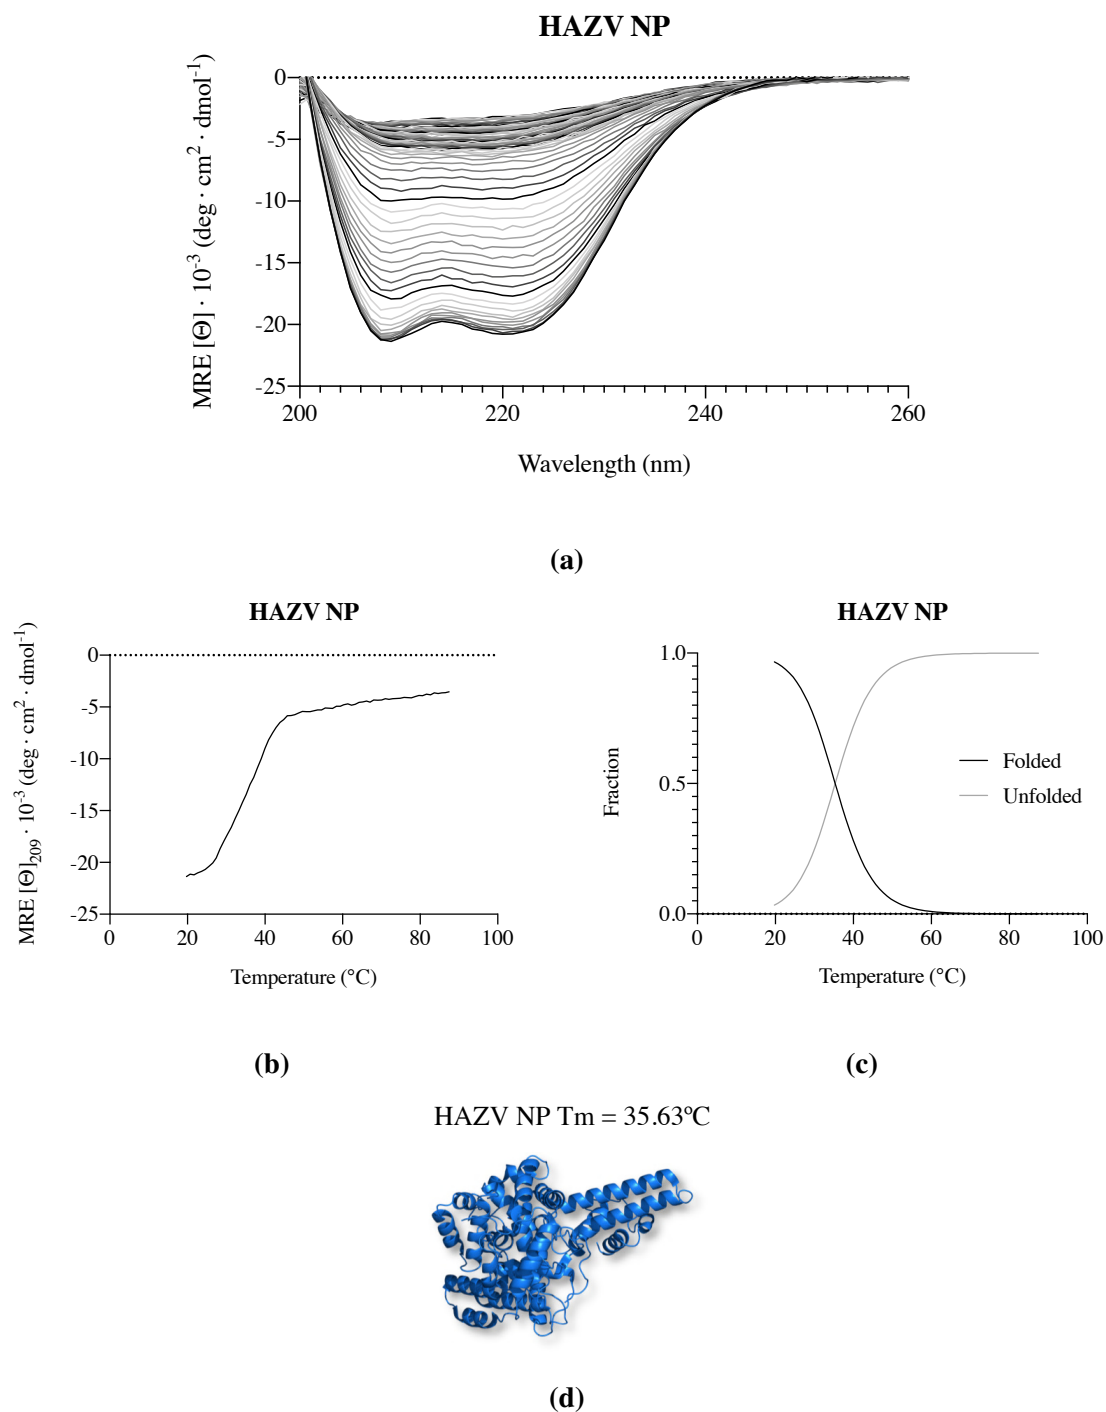 HAZV NP
MRE [Θ] · 10⁻³ (deg · cm² · dmol⁻¹)
0
-5
-10
-15
-20
-25
200
220
240
260
Wavelength (nm)
(a)
HAZV NP
MRE [Θ]₂₀₉ · 10⁻³ (deg · cm² · dmol⁻¹)
0
-5
-10
-15
-20
-25
0
20
40
60
80
100
Temperature (°C)
(b)
HAZV NP
Fraction
1.0
0.5
0.0
0
20
40
60
80
100
Temperature (°C)
Folded
Unfolded
(c)
HAZV NP Tm = 35.63ºC
(d)